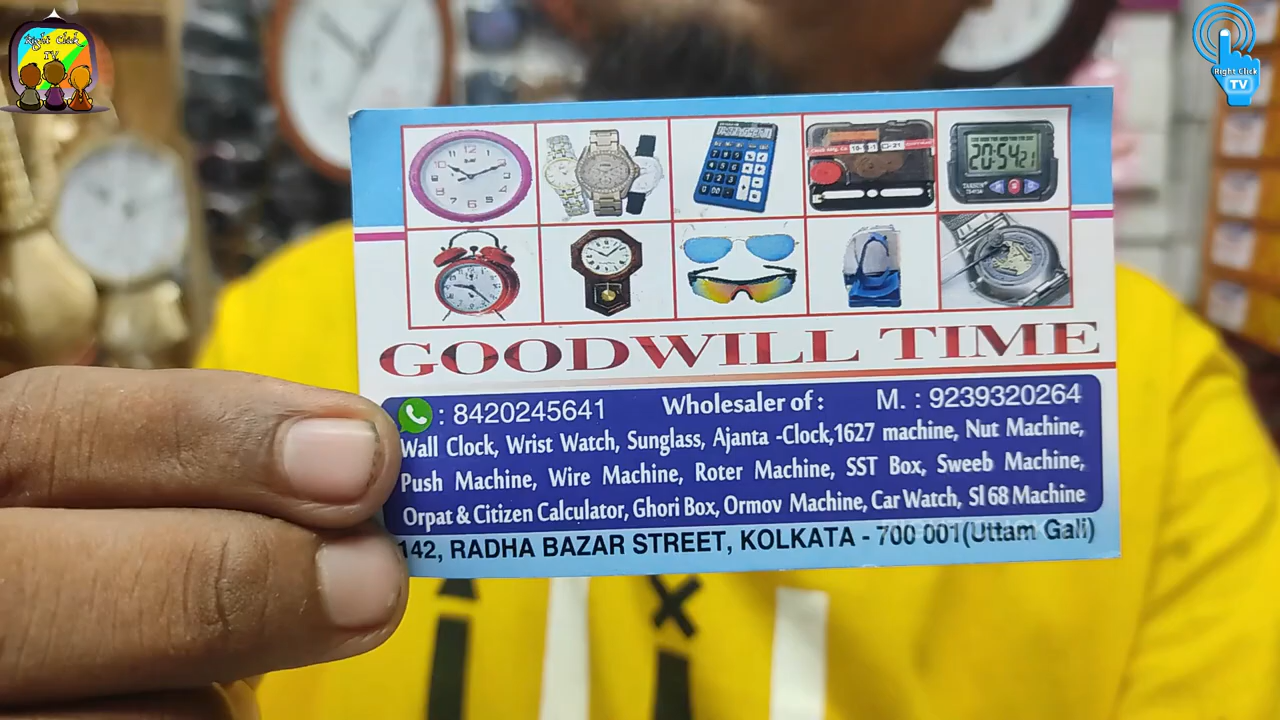 Right Click
TV
Right Click
TV
20:54 21
GOODWILL TIME
: 8420245641 Wholesaler of : M. : 9239320264
Wall Clock, Wrist Watch, Sunglass, Ajanta -Clock,1627 machine, Nut Machine,
Push Machine, Wire Machine, Roter Machine, SST Box, Sweeb Machine,
Orpat & Citizen Calculator, Ghori Box, Ormov Machine, Car Watch, Sl 68 Machine
142, RADHA BAZAR STREET, KOLKATA - 700 001(Uttam Gali)